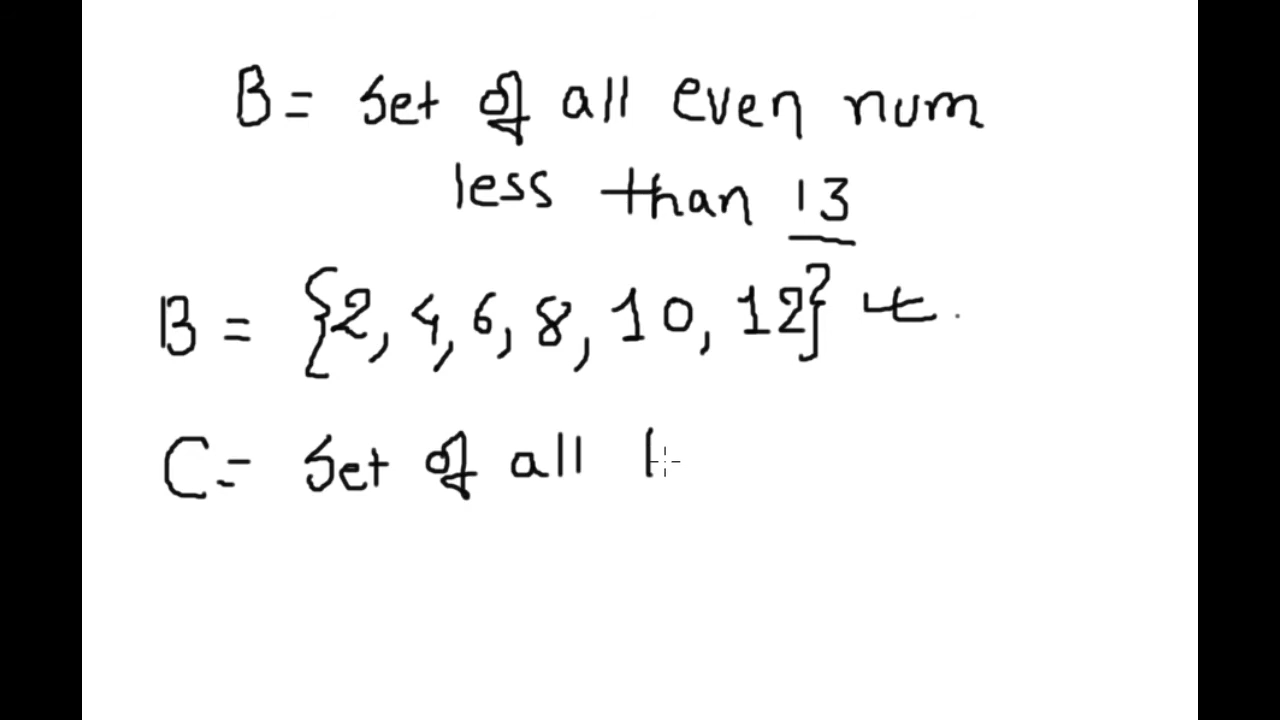 B = Set of all even num
less than 13
B = {2, 4, 6, 8, 10, 12}
C = Set of all